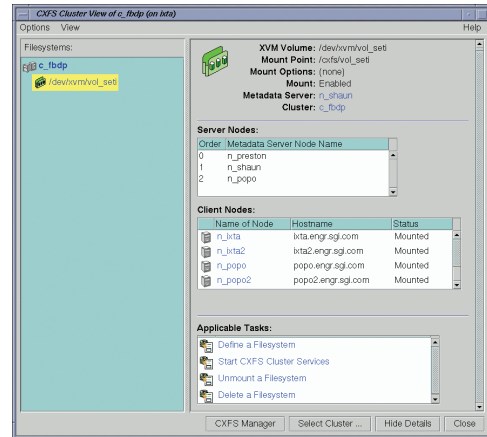 CXFS Cluster View of c_fbdp (on ixta)
Options View Help
Filesystems:
c_fbdp
/dev/xvm/vol_seti
XVM Volume: /dev/xvm/vol_seti
Mount Point: /cxfs/vol_seti
Mount Options: (none)
Mount: Enabled
Metadata Server: n_shaun
Cluster: c_fbdp
Server Nodes:
Order Metadata Server Node Name
0 n_preston
1 n_shaun
2 n_popo
Client Nodes:
Name of Node Hostname Status
n_ixta ixta.engr.sgi.com Mounted
n_ixta2 ixta2.engr.sgi.com Mounted
n_popo popo.engr.sgi.com Mounted
n_popo2 popo2.engr.sgi.com Mounted
Applicable Tasks:
Define a Filesystem
Start CXFS Cluster Services
Unmount a Filesystem
Delete a Filesystem
CXFS Manager Select Cluster ... Hide Details Close